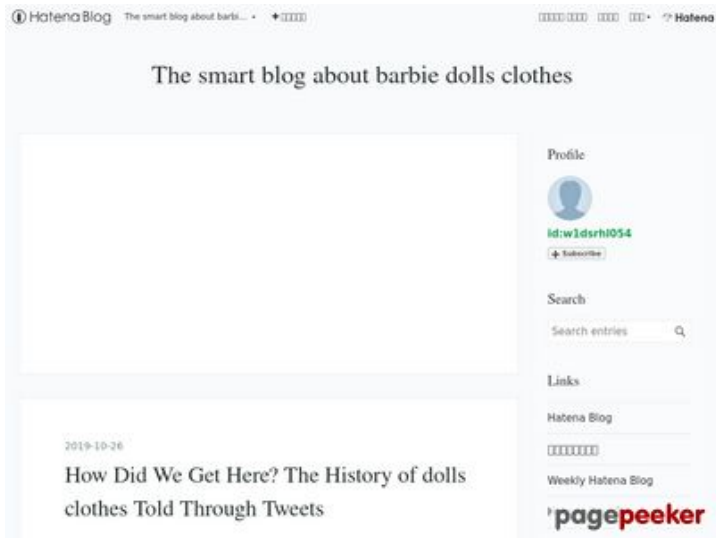 Hatena Blog The smart blog about barbi... Hatena
The smart blog about barbie dolls clothes
Profile
id:w1dsrhl054
Subscribe
Search
Search entries
Links
Hatena Blog
Weekly Hatena Blog
2019-10-26
How Did We Get Here? The History of dolls
clothes Told Through Tweets
pagepeeker